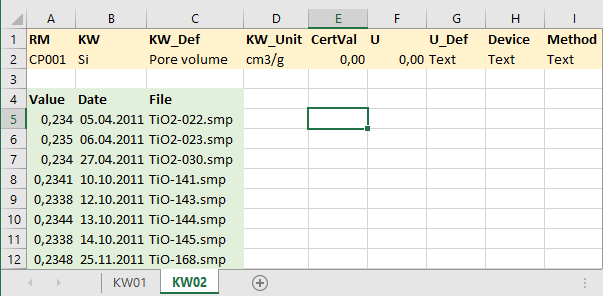 A B C D E F G H I
1 RM KW KW_Def KW_Unit CertVal U U_Def Device Method
2 CP001 Si Pore volume cm3/g 0,00 0,00 Text Text Text
3
4 Value Date File
5 0,234 05.04.2011 TiO2-022.smp
6 0,235 06.04.2011 TiO2-023.smp
7 0,234 27.04.2011 TiO2-030.smp
8 0,2341 10.10.2011 TiO-141.smp
9 0,2338 12.10.2011 TiO-143.smp
10 0,2344 13.10.2011 TiO-144.smp
11 0,2338 14.10.2011 TiO-145.smp
12 0,2348 25.11.2011 TiO-168.smp
KW01 KW02